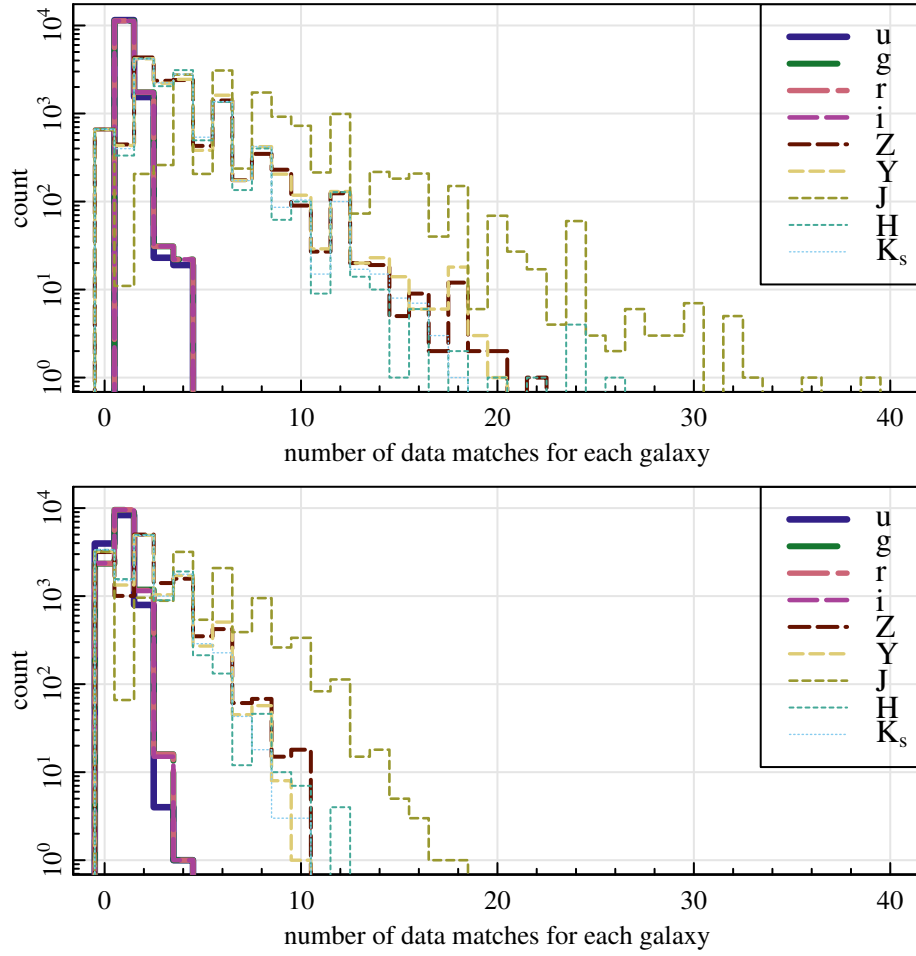 10⁴
10³
10²
10¹
10⁰
count
0 10 20 30 40
number of data matches for each galaxy
u
g
r
i
Z
Y
J
H
Kₛ
10⁴
10³
10²
10¹
10⁰
count
0 10 20 30 40
number of data matches for each galaxy
u
g
r
i
Z
Y
J
H
Kₛ